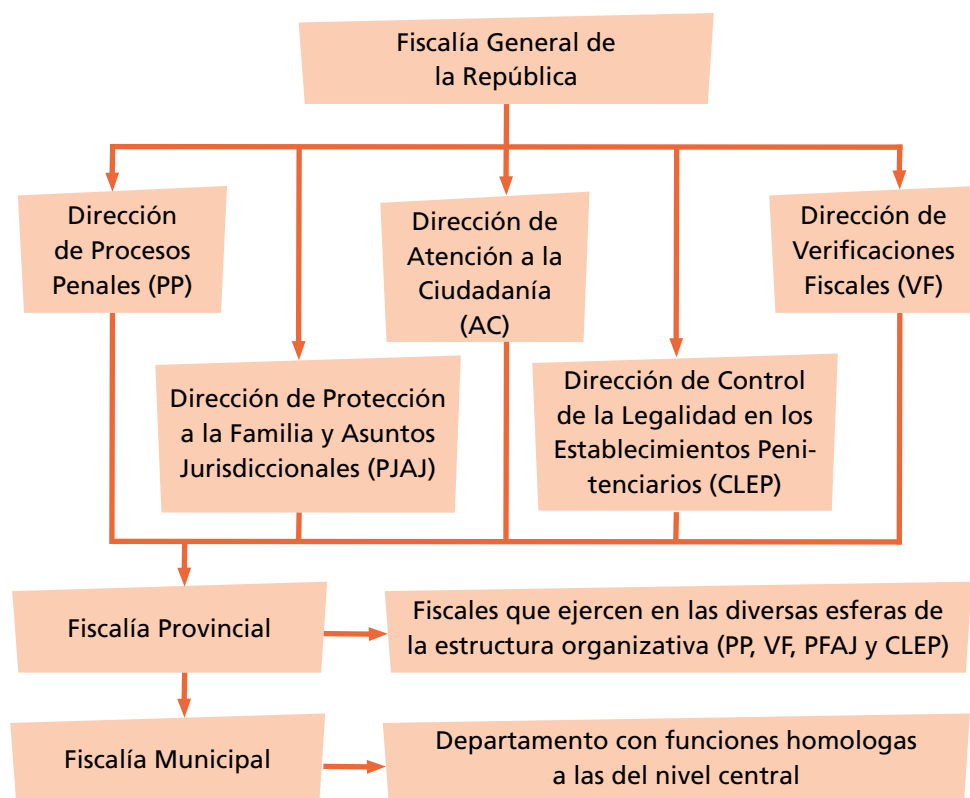 Fiscalía General de
la República
Dirección
de Procesos
Penales (PP)
Dirección de
Atención a la
Ciudadanía
(AC)
Dirección de
Verificaciones
Fiscales (VF)
Dirección de Protección
a la Familia y Asuntos
Jurisdiccionales (PJAJ)
Dirección de Control
de la Legalidad en los
Establecimientos Peni-
tenciarios (CLEP)
Fiscalía Provincial
Fiscales que ejercen en las diversas esferas de
la estructura organizativa (PP, VF, PFAJ y CLEP)
Fiscalía Municipal
Departamento con funciones homologas
a las del nivel central